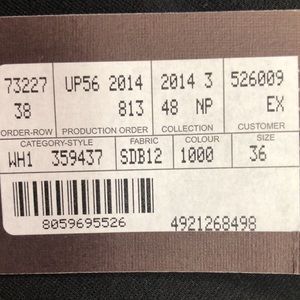 73227 UP56 2014 2014 3 526009
38 813 48 NP EX
ORDER-ROW PRODUCTION ORDER COLLECTION CUSTOMER
CATEGORY-STYLE FABRIC COLOUR SIZE
WH1 359437 SDB12 1000 36
8059695526 4921268498